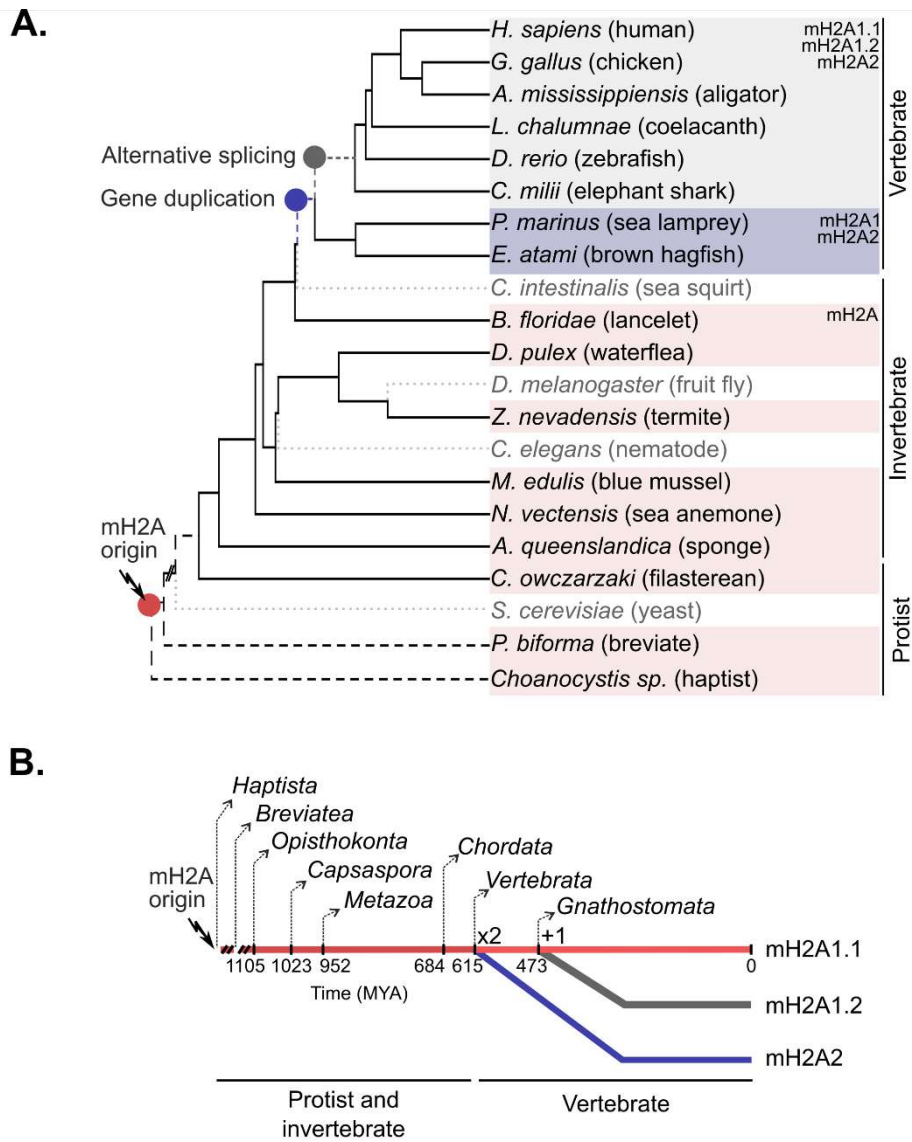 A.
H. sapiens (human)
mH2A1.1
mH2A1.2
G. gallus (chicken)
mH2A2
A. mississippiensis (aligator)
L. chalumnae (coelacanth)
Alternative splicing
D. rerio (zebrafish)
Gene duplication
C. milii (elephant shark)
Vertebrate
P. marinus (sea lamprey)
mH2A1
mH2A2
E. atami (brown hagfish)
C. intestinalis (sea squirt)
B. floridae (lancelet)
mH2A
D. pulex (waterflea)
D. melanogaster (fruit fly)
Z. nevadensis (termite)
C. elegans (nematode)
Invertebrate
M. edulis (blue mussel)
N. vectensis (sea anemone)
mH2A
origin
A. queenslandica (sponge)
C. owczarzaki (filasterean)
S. cerevisiae (yeast)
P. biforma (breviate)
Choanocystis sp. (haptist)
Protist
B.
Haptista
Breviatea
Opisthokonta
Capsaspora
Metazoa
Chordata
Vertebrata
Gnathostomata
mH2A
origin
x2
+1
mH2A1.1
1105 1023 952 684 615 473 0
Time (MYA)
mH2A1.2
mH2A2
Protist and
invertebrate
Vertebrate